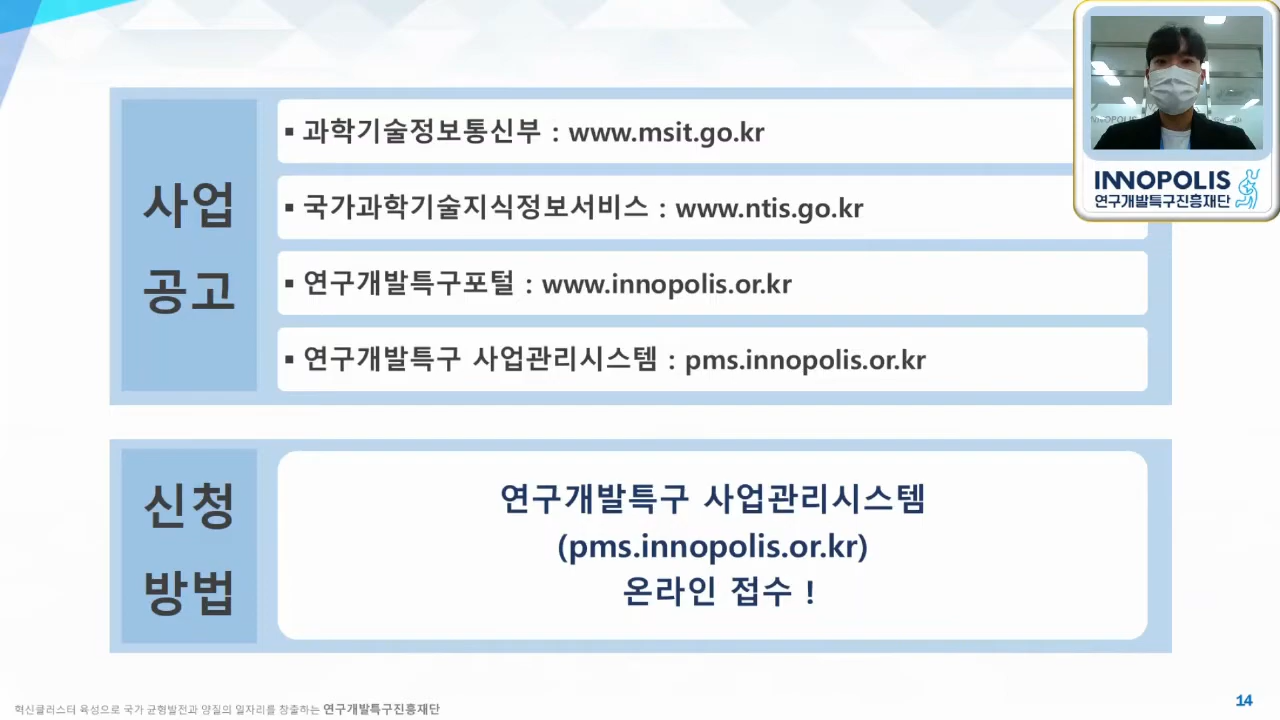 사업
공고
▪ 과학기술정보통신부 : www.msit.go.kr
▪ 국가과학기술지식정보서비스 : www.ntis.go.kr
▪ 연구개발특구포털 : www.innopolis.or.kr
▪ 연구개발특구 사업관리시스템 : pms.innopolis.or.kr
INNOPOLIS
연구개발특구진흥재단
신청
방법
연구개발특구 사업관리시스템
(pms.innopolis.or.kr)
온라인 접수 !
혁신클러스터 육성으로 국가 균형발전과 양질의 일자리를 창출하는 연구개발특구진흥재단
14